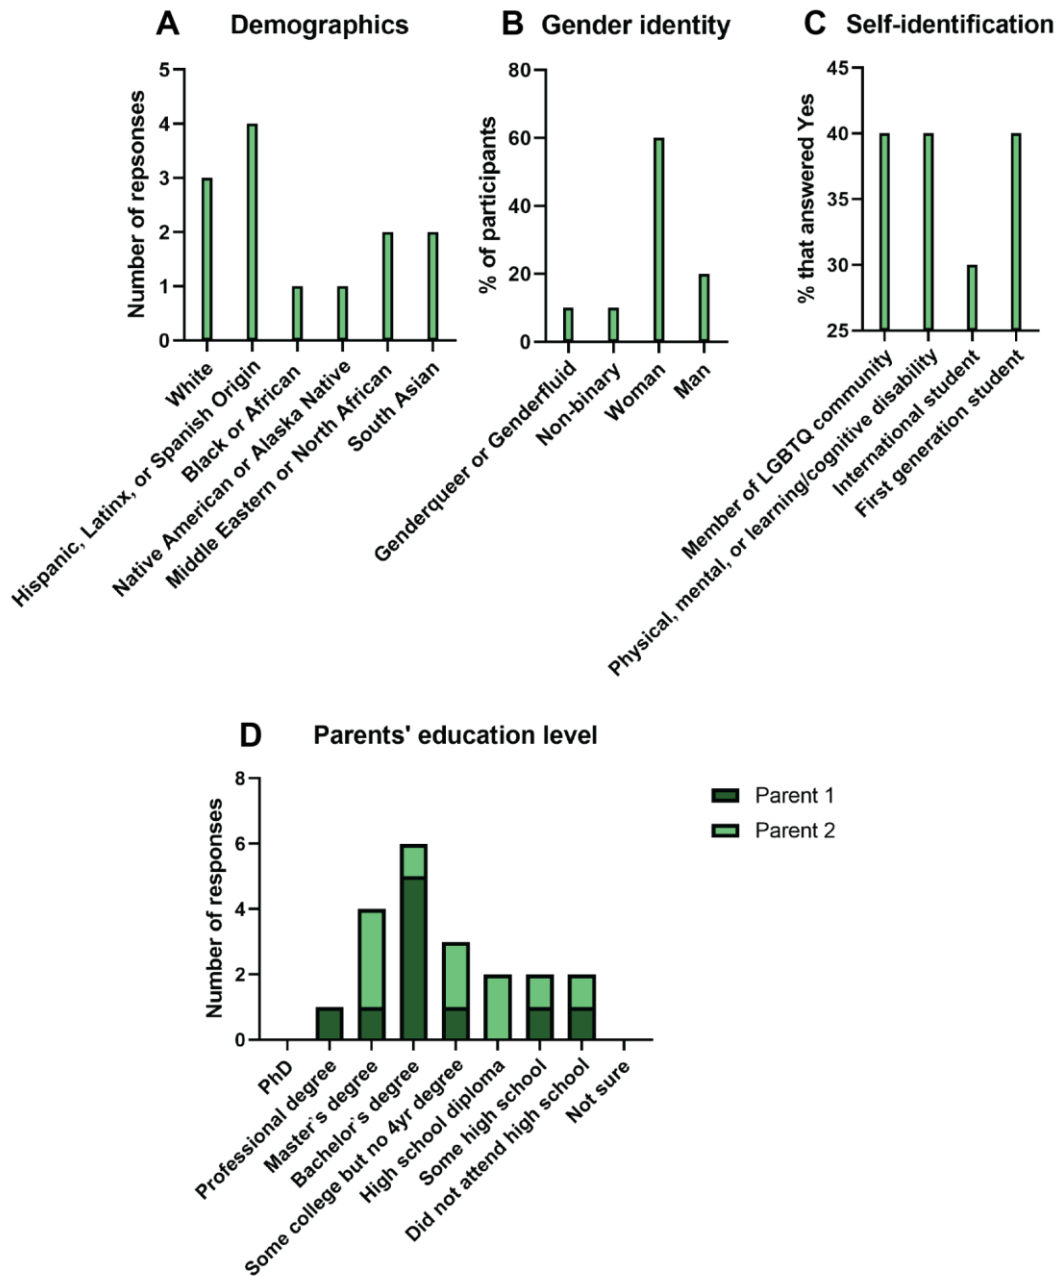 A Demographics
Number of repsonses
5
4
3
2
1
0
White
Hispanic, Latinx, or Spanish Origin
Black or African
Native American or Alaska Native
Middle Eastern or North African
South Asian
B Gender identity
% of participants
80
60
40
20
0
Genderqueer or Genderfluid
Non-binary
Woman
Man
C Self-identification
% that answered Yes
45
40
35
30
25
Member of LGBTQ community
Physical, mental, or learning/cognitive disability
International student
First generation student
D Parents' education level
Number of responses
8
6
4
2
0
PhD
Professional degree
Master's degree
Bachelor's degree
Some college but no 4yr degree
High school diploma
Some high school
Did not attend high school
Not sure
Parent 1
Parent 2